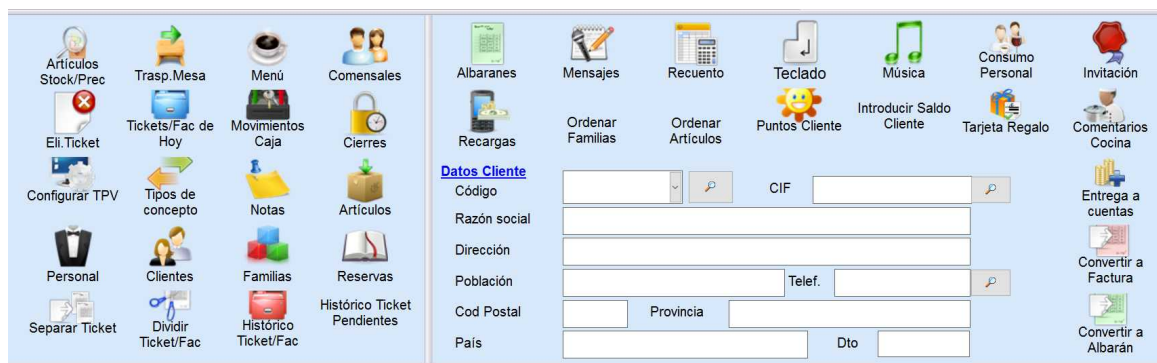 Artículos
Stock/Prec
Trasp.Mesa
Menú
Comensales
Eli.Ticket
Tickets/Fac de
Hoy
Movimientos
Caja
Cierres
Configurar TPV
Tipos de
concepto
Notas
Artículos
Personal
Clientes
Familias
Reservas
Separar Ticket
Dividir
Ticket/Fac
Histórico
Ticket/Fac
Histórico Ticket
Pendientes
Albaranes
Mensajes
Recuento
Teclado
Música
Consumo
Personal
Invitación
Recargas
Ordenar
Familias
Ordenar
Artículos
Puntos Cliente
Introducir Saldo
Cliente
Tarjeta Regalo
Comentarios
Cocina
Datos Cliente
Código
CIF
Razón social
Dirección
Población
Telef.
Cod Postal
Provincia
País
Dto
Entrega a
cuentas
Convertir a
Factura
Convertir a
Albarán